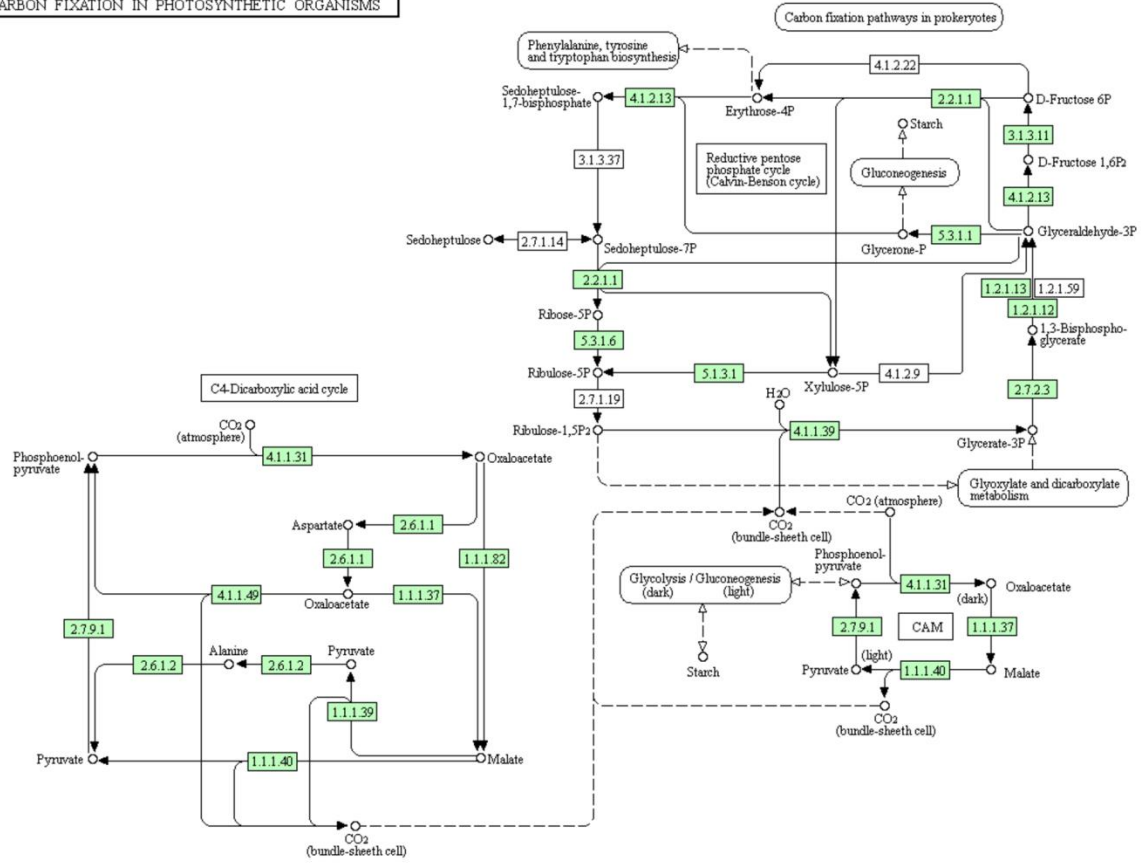 ARBON FIXATION IN PHOTOSYNTHETIC ORGANISMS
Carbon fixation pathways in prokeryotes
Phenylalanine, tyrosine
and tryptophan biosynthesis
4.1.2.22
Sedoheptulose-
1,7-bisphosphate
4.1.2.13
Erythrose-4P
2.2.1.1
D-Fructose 6P
Starch
3.1.3.11
3.1.3.37
Reductive pentose
phosphate cycle
(Calvin-Benson cycle)
Gluconeogenesis
D-Fructose 1,6P2
4.1.2.13
Sedoheptulose
2.7.1.14
Sedoheptulose-7P
Glycerone-P
5.3.1.1
Glyceraldehyde-3P
2.2.1.1
1.2.1.13
1.2.1.59
1.2.1.12
Ribose-5P
1,3-Bisphospho-
glycerate
5.3.1.6
Ribulose-5P
5.1.3.1
Xylulose-5P
4.1.2.9
2.7.2.3
C4-Dicarboxylic acid cycle
2.7.1.19
H2O
Ribulose-1,5P2
4.1.1.39
Glycerate-3P
CO2
(atmosphere)
Phosphoenol-
pyruvate
4.1.1.31
Oxaloacetate
Glyoxylate and dicarboxylate
metabolism
CO2 (atmosphere)
CO2
(bundle-sheeth cell)
Aspartate
2.6.1.1
2.6.1.1
1.1.1.82
Phosphoenol-
pyruvate
Glycolysis / Gluconeogenesis
(dark) (light)
4.1.1.31
(dark)
Oxaloacetate
4.1.1.49
Oxaloacetate
1.1.1.37
2.7.9.1
2.7.9.1
CAM
1.1.1.37
2.6.1.2
Alanine
2.6.1.2
Pyruvate
Starch
Pyruvate
(light)
1.1.1.40
Malate
1.1.1.39
CO2
(bundle-sheeth cell)
Pyruvate
1.1.1.40
Malate
CO2
(bundle-sheeth cell)